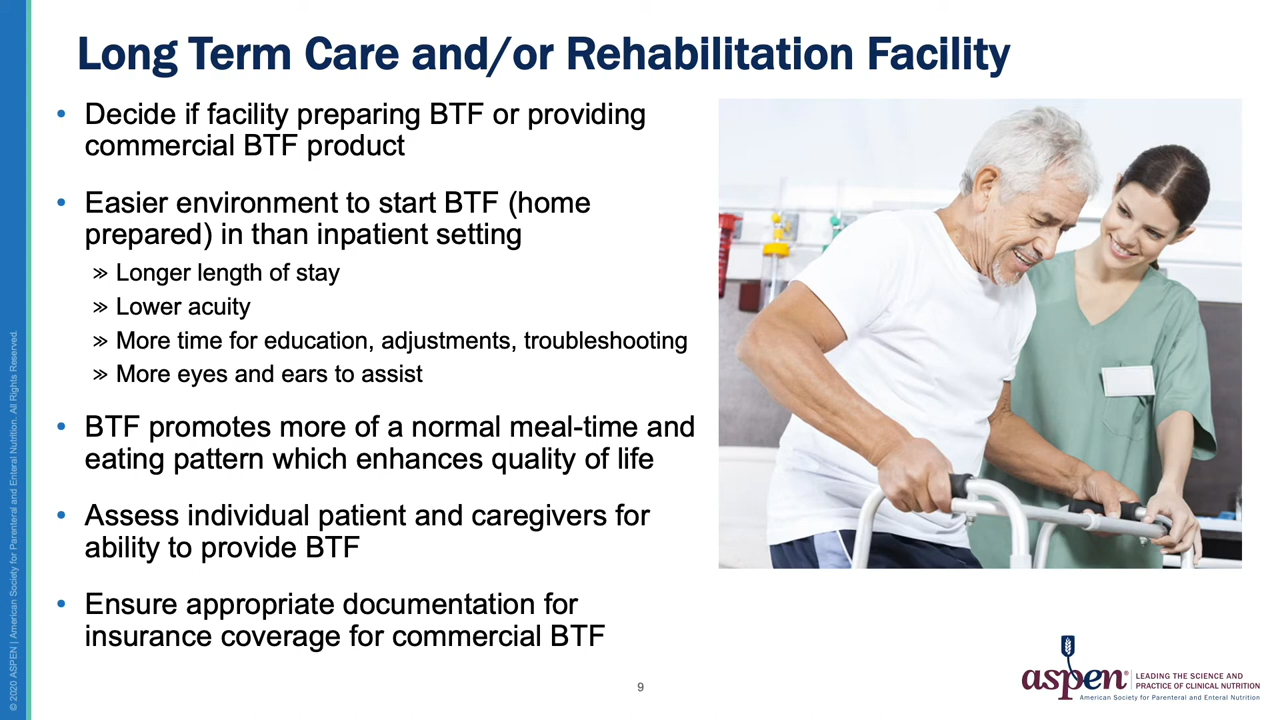 Long Term Care and/or Rehabilitation Facility
• Decide if facility preparing BTF or providing
commercial BTF product
• Easier environment to start BTF (home
prepared) in than inpatient setting
» Longer length of stay
» Lower acuity
» More time for education, adjustments, troubleshooting
» More eyes and ears to assist
• BTF promotes more of a normal meal-time and
eating pattern which enhances quality of life
• Assess individual patient and caregivers for
ability to provide BTF
• Ensure appropriate documentation for
insurance coverage for commercial BTF
© 2020 ASPEN | American Society for Parenteral and Enteral Nutrition. All Rights Reserved.
9
aspen®
LEADING THE SCIENCE AND
PRACTICE OF CLINICAL NUTRITION
American Society for Parenteral and Enteral Nutrition